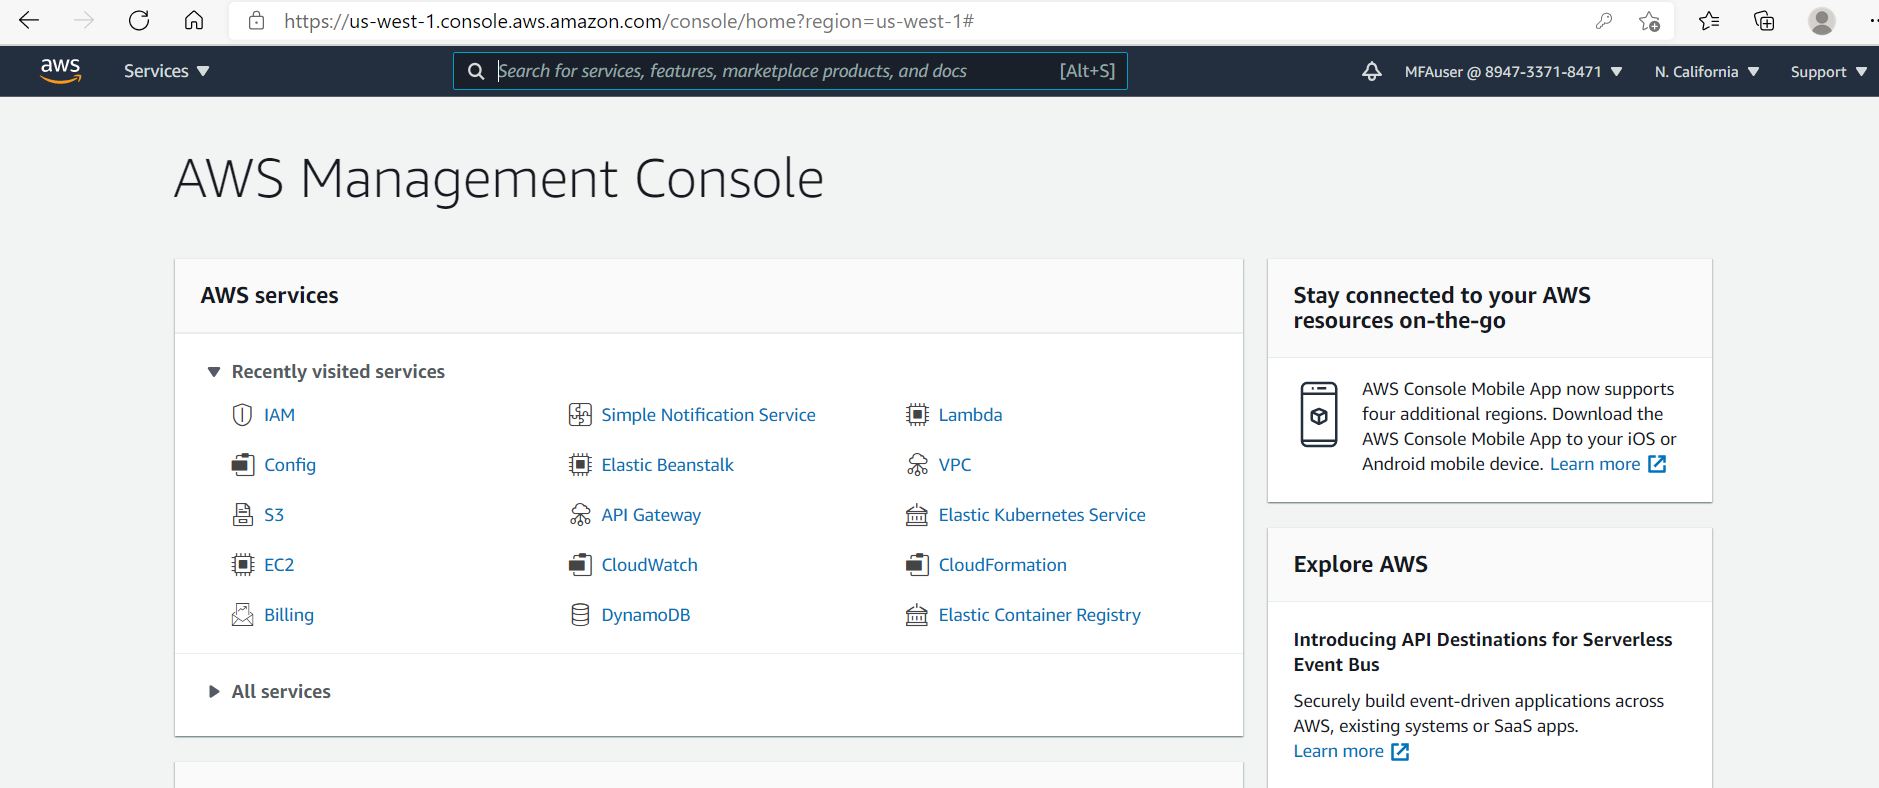 https://us-west-1.console.aws.amazon.com/console/home?region=us-west-1#
aws
Services
Search for services, features, marketplace products, and docs
[Alt+S]
MFAuser @ 8947-3371-8471
N. California
Support
AWS Management Console
AWS services
Recently visited services
IAM
Simple Notification Service
Lambda
Config
Elastic Beanstalk
VPC
S3
API Gateway
Elastic Kubernetes Service
EC2
CloudWatch
CloudFormation
Billing
DynamoDB
Elastic Container Registry
All services
Stay connected to your AWS
resources on-the-go
AWS Console Mobile App now supports
four additional regions. Download the
AWS Console Mobile App to your iOS or
Android mobile device. Learn more
Explore AWS
Introducing API Destinations for Serverless
Event Bus
Securely build event-driven applications across
AWS, existing systems or SaaS apps.
Learn more